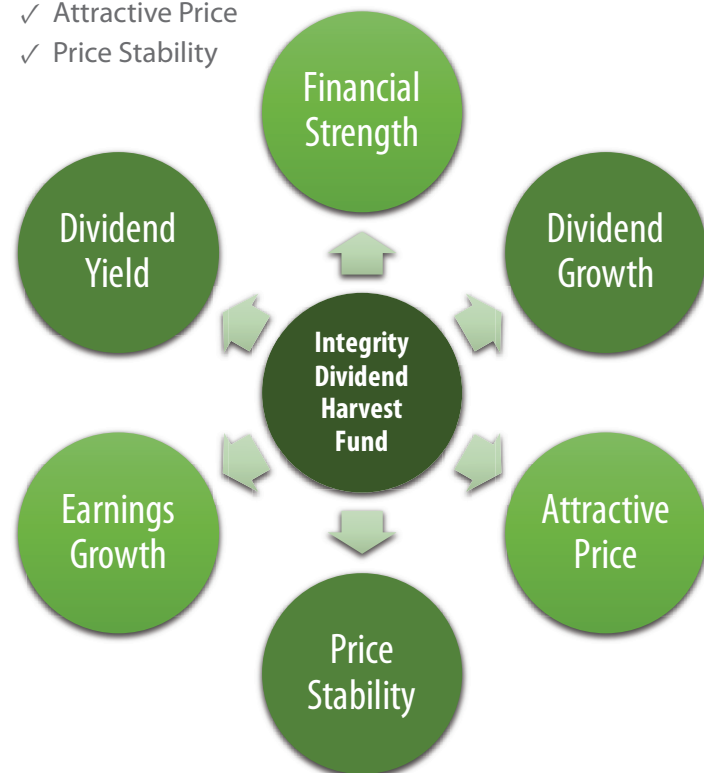 ✓ Attractive Price
✓ Price Stability
Financial
Strength
Dividend
Yield
Dividend
Growth
Integrity
Dividend
Harvest
Fund
Earnings
Growth
Attractive
Price
Price
Stability